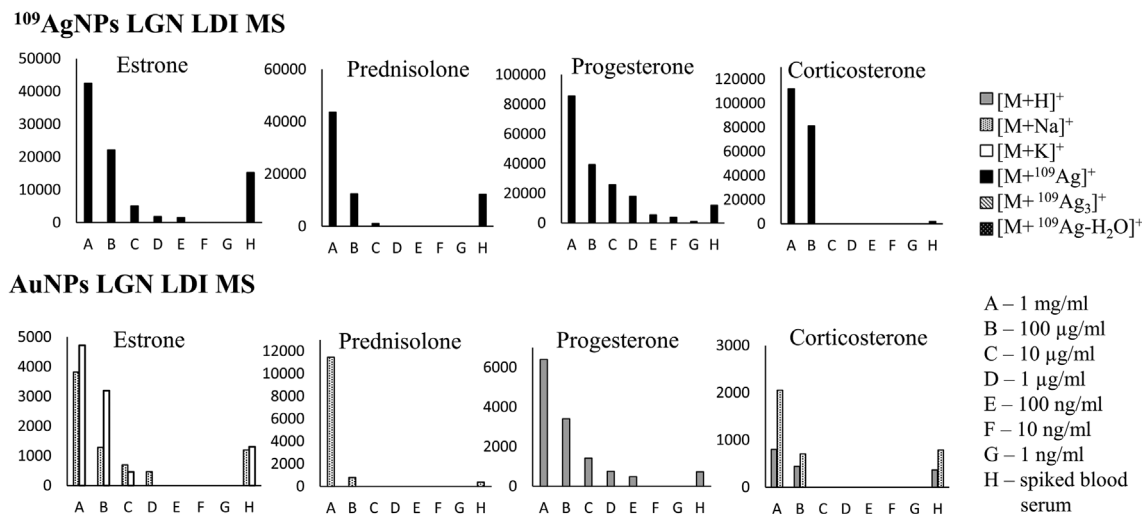 ¹⁰⁹AgNPs LGN LDI MS
Estrone
50000
40000
30000
20000
10000
0
A B C D E F G H
Prednisolone
60000
40000
20000
0
A B C D E F G H
Progesterone
100000
80000
60000
40000
20000
0
A B C D E F G H
Corticosterone
120000
100000
80000
60000
40000
20000
0
A B C D E F G H
[M+H]⁺
[M+Na]⁺
[M+K]⁺
[M+¹⁰⁹Ag]⁺
[M+ ¹⁰⁹Ag₃]⁺
[M+ ¹⁰⁹Ag-H₂O]⁺
AuNPs LGN LDI MS
Estrone
5000
4000
3000
2000
1000
0
A B C D E F G H
Prednisolone
12000
10000
8000
6000
4000
2000
0
A B C D E F G H
Progesterone
6000
4000
2000
0
A B C D E F G H
Corticosterone
3000
2000
1000
0
A B C D E F G H
A – 1 mg/ml
B – 100 µg/ml
C – 10 µg/ml
D – 1 µg/ml
E – 100 ng/ml
F – 10 ng/ml
G – 1 ng/ml
H – spiked blood
serum